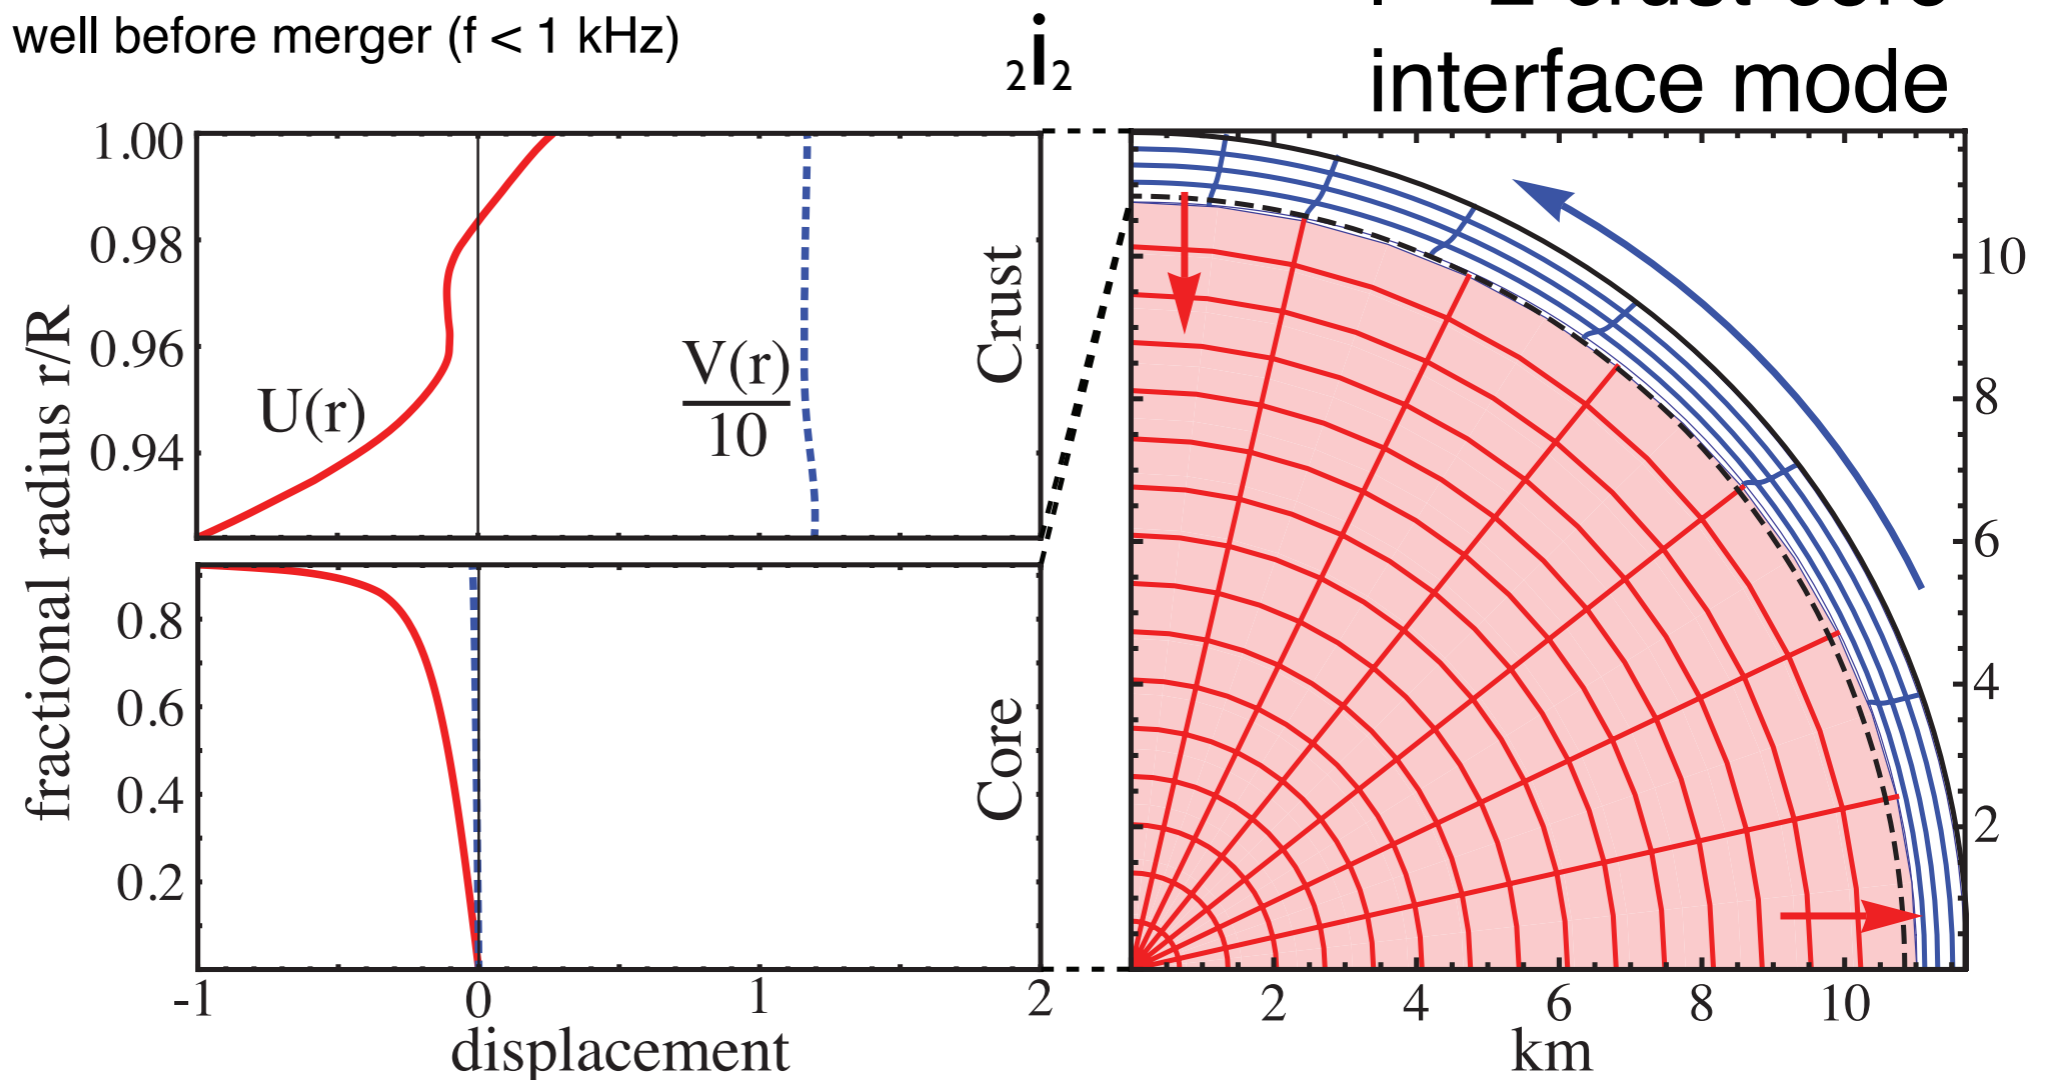 well before merger (f < 1 kHz)
₂i₂
crust-core
interface mode
fractional radius r/R
1.00
0.98
0.96
0.94
U(r)
V(r)
10
Crust
0.8
0.6
0.4
0.2
Core
-1 0 1 2
displacement
10
8
6
4
2
2 4 6 8 10
km